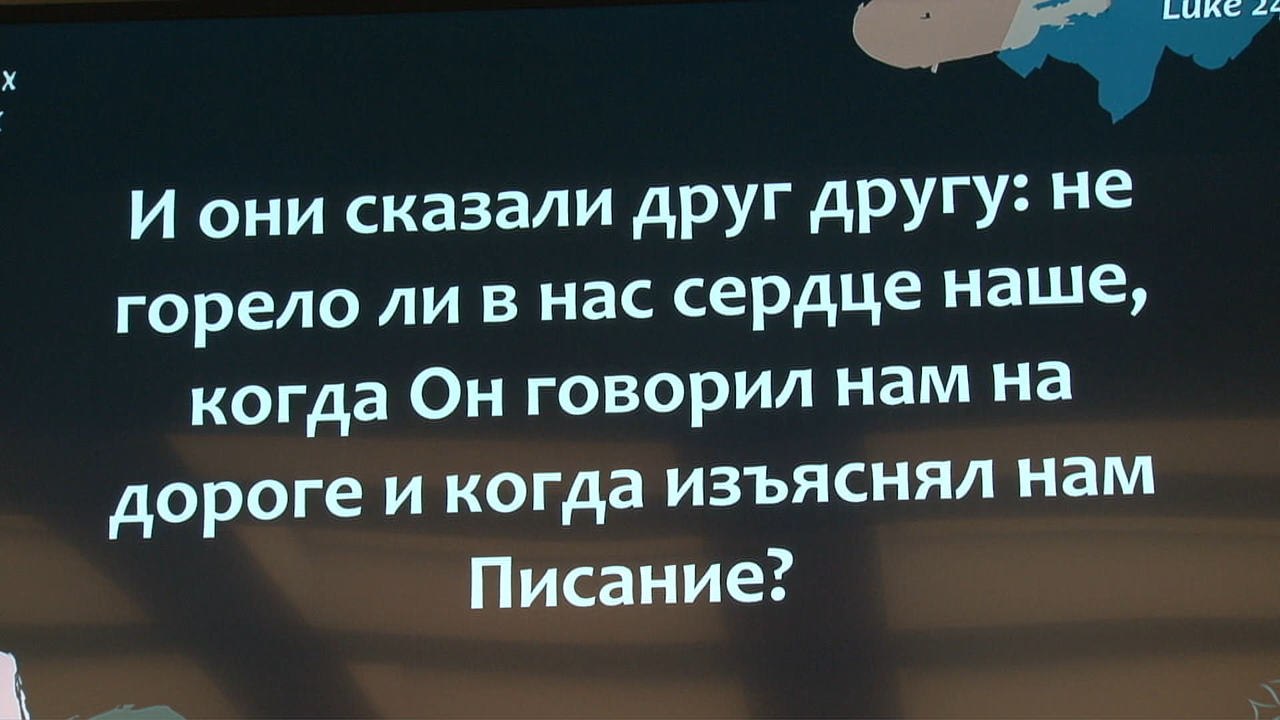 Luke 24
х
И они сказали друг другу: не
горело ли в нас сердце наше,
когда Он говорил нам на
дороге и когда изъяснял нам
Писание?